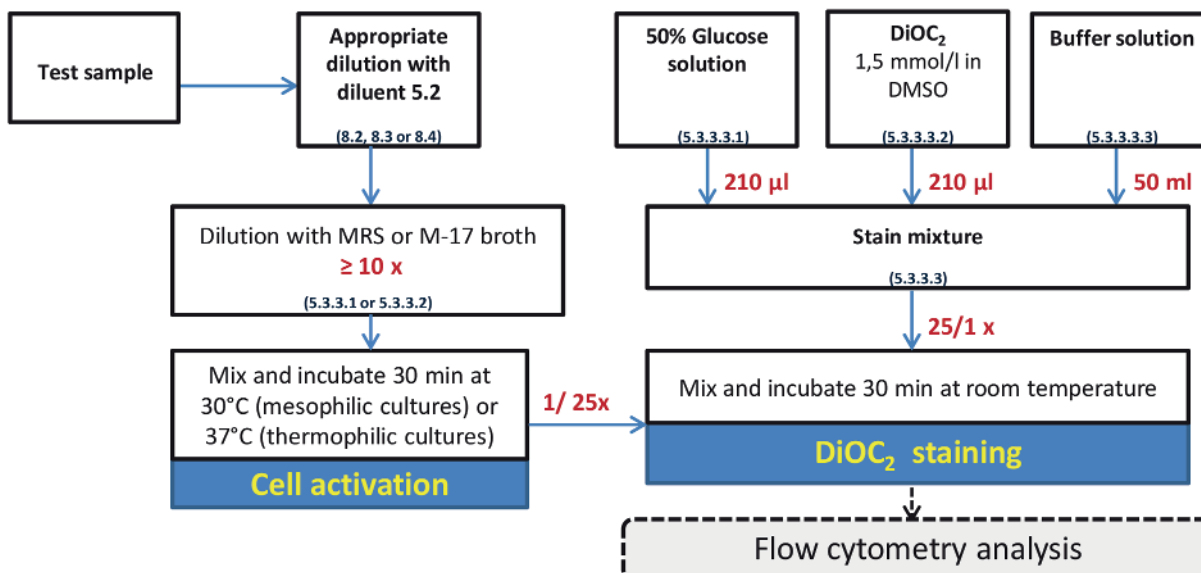 Test sample
Appropriate
dilution with
diluent 5.2
(8.2, 8.3 or 8.4)
50% Glucose
solution
(5.3.3.3.1)
DiOC₂
1,5 mmol/l in
DMSO
(5.3.3.3.2)
Buffer solution
(5.3.3.3.3)
210 µl
210 µl
50 ml
Dilution with MRS or M-17 broth
≥ 10 x
(5.3.3.1 or 5.3.3.2)
Stain mixture
(5.3.3.3)
25/1 x
Mix and incubate 30 min at
30°C (mesophilic cultures) or
37°C (thermophilic cultures)
Cell activation
1/ 25x
Mix and incubate 30 min at room temperature
DiOC₂ staining
Flow cytometry analysis